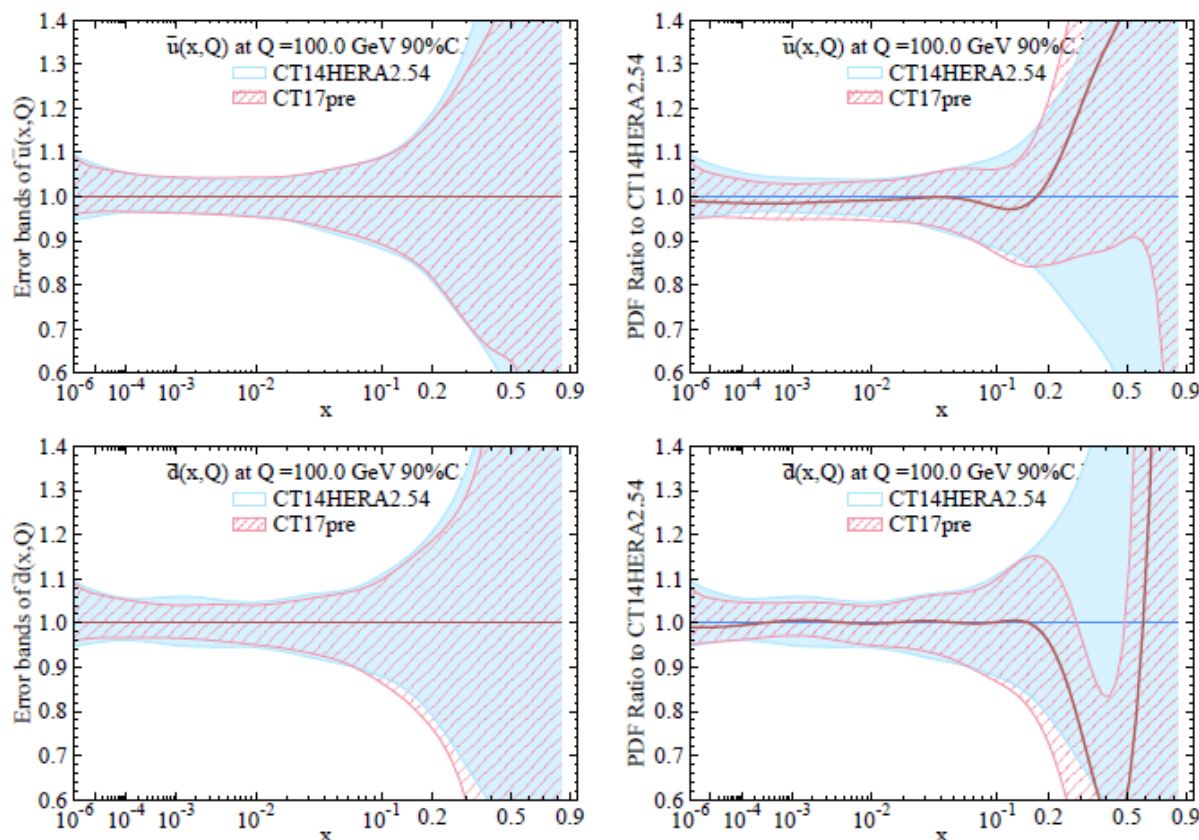 1.4
1.3
1.2
1.1
1.0
0.9
0.8
0.7
0.6
Error bands of ū(x,Q)
ū(x,Q) at Q =100.0 GeV 90%C.
CT14HERA2.54
CT17pre
10⁻⁶ 10⁻⁴ 10⁻³ 10⁻² 10⁻¹ 0.2 0.5 0.9
x
1.4
1.3
1.2
1.1
1.0
0.9
0.8
0.7
0.6
PDF Ratio to CT14HERA2.54
ū(x,Q) at Q =100.0 GeV 90%C.
CT14HERA2.54
CT17pre
10⁻⁶ 10⁻⁴ 10⁻³ 10⁻² 10⁻¹ 0.2 0.5 0.9
x
1.4
1.3
1.2
1.1
1.0
0.9
0.8
0.7
0.6
Error bands of d̄(x,Q)
d̄(x,Q) at Q =100.0 GeV 90%C.
CT14HERA2.54
CT17pre
10⁻⁶ 10⁻⁴ 10⁻³ 10⁻² 10⁻¹ 0.2 0.5 0.9
x
1.4
1.3
1.2
1.1
1.0
0.9
0.8
0.7
0.6
PDF Ratio to CT14HERA2.54
d̄(x,Q) at Q =100.0 GeV 90%C.
CT14HERA2.54
CT17pre
10⁻⁶ 10⁻⁴ 10⁻³ 10⁻² 10⁻¹ 0.2 0.5 0.9
x